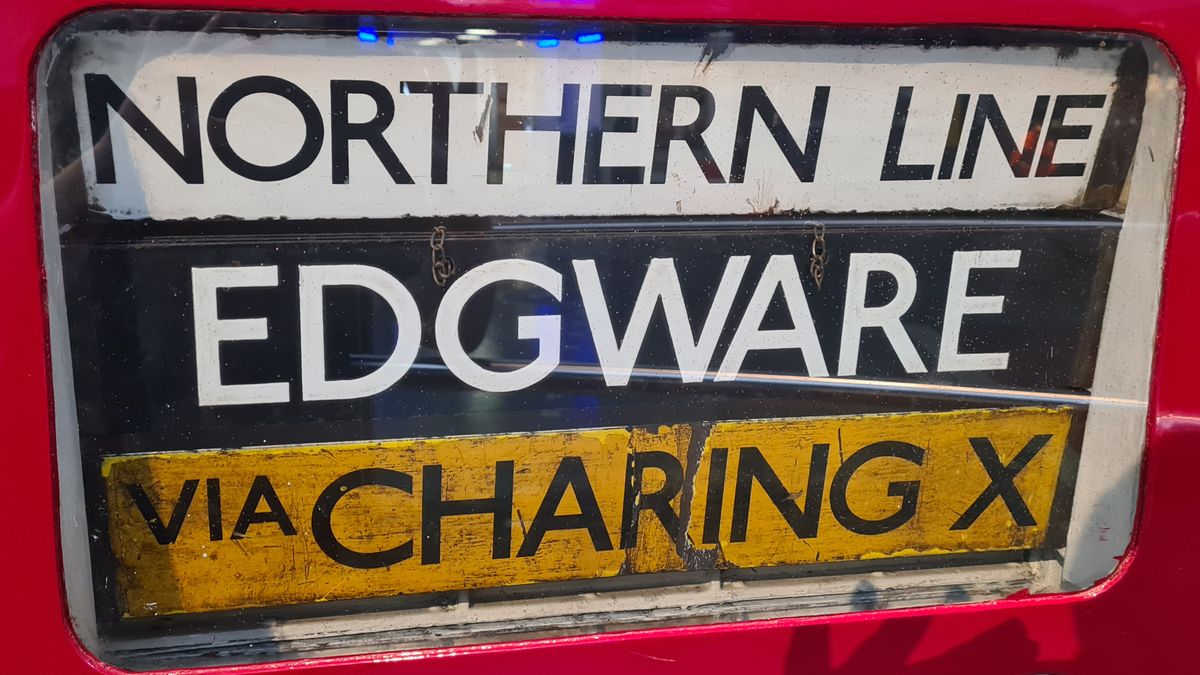 NORTHERN LINE
EDGWARE
VIA CHARING X